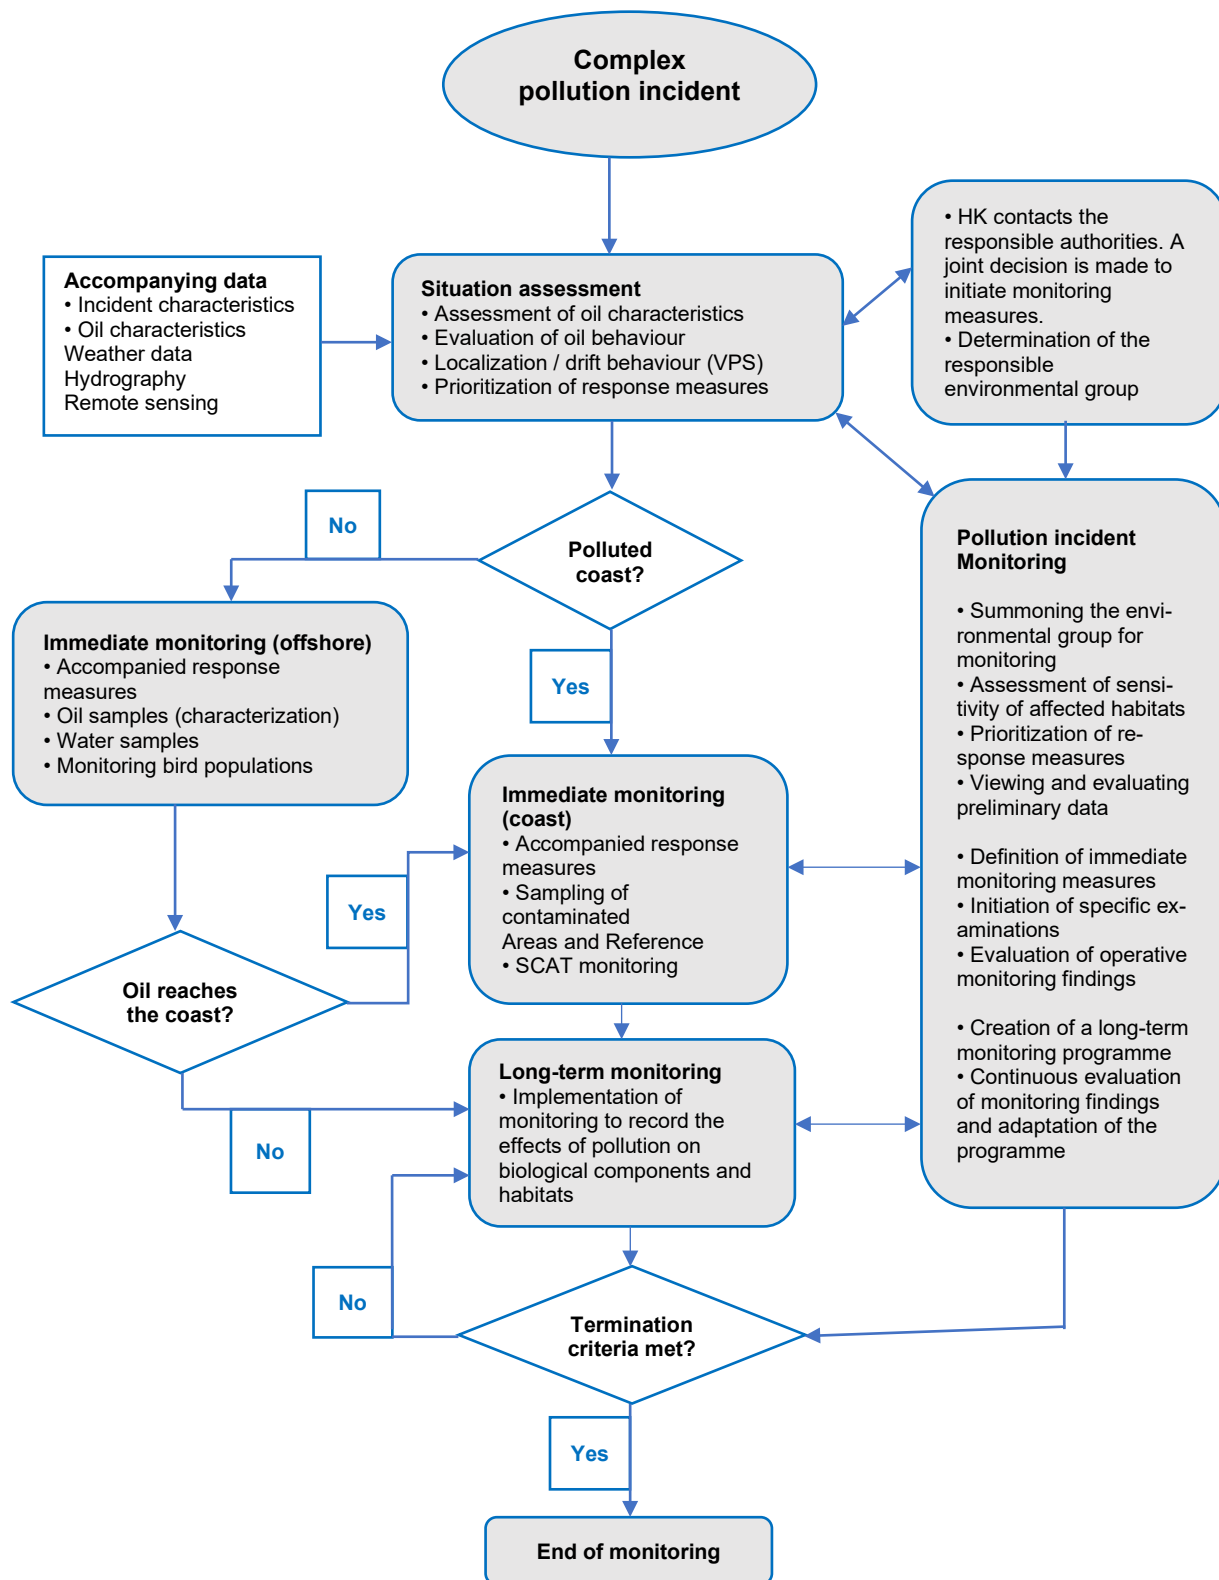 Complex
pollution incident
• HK contacts the
responsible authorities. A
joint decision is made to
initiate monitoring
measures.
• Determination of the
responsible
environmental group
Accompanying data
• Incident characteristics
• Oil characteristics
Weather data
Hydrography
Remote sensing
Situation assessment
• Assessment of oil characteristics
• Evaluation of oil behaviour
• Localization / drift behaviour (VPS)
• Prioritization of response measures
No
Polluted
coast?
Yes
Immediate monitoring (offshore)
• Accompanied response
measures
• Oil samples (characterization)
• Water samples
• Monitoring bird populations
Pollution incident
Monitoring
• Summoning the envi-
ronmental group for
monitoring
• Assessment of sensi-
tivity of affected habitats
• Prioritization of re-
sponse measures
• Viewing and evaluating
preliminary data
• Definition of immediate
monitoring measures
• Initiation of specific ex-
aminations
• Evaluation of operative
monitoring findings
• Creation of a long-term
monitoring programme
• Continuous evaluation
of monitoring findings
and adaptation of the
programme
Immediate monitoring
(coast)
• Accompanied response
measures
• Sampling of
contaminated
Areas and Reference
• SCAT monitoring
Yes
Oil reaches
the coast?
No
Long-term monitoring
• Implementation of
monitoring to record the
effects of pollution on
biological components and
habitats
No
Termination
criteria met?
Yes
End of monitoring